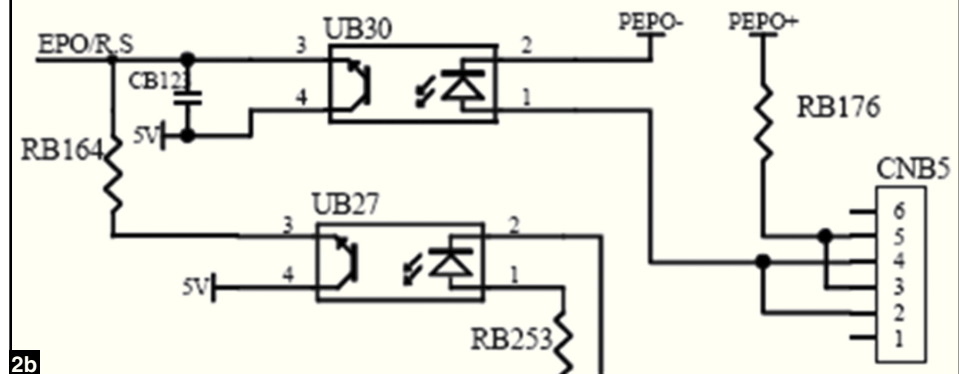 UB30
PEPO-
PEPO+
EPO/R,S
3
2
CB123
4
1
RB176
5V
RB164
CNB5
UB27
6
3
2
5
4
5V
4
1
3
2
RB253
1
2b